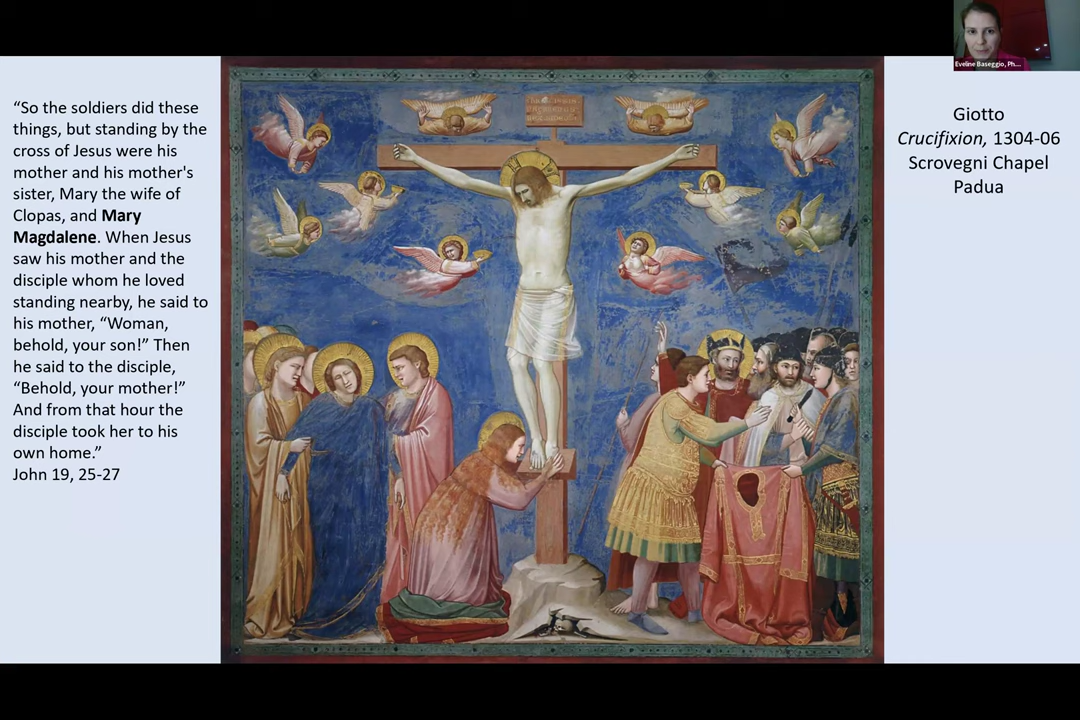 “So the soldiers did these
things, but standing by the
cross of Jesus were his
mother and his mother's
sister, Mary the wife of
Clopas, and Mary
Magdalene. When Jesus
saw his mother and the
disciple whom he loved
standing nearby, he said to
his mother, “Woman,
behold, your son!” Then
he said to the disciple,
“Behold, your mother!”
And from that hour the
disciple took her to his
own home.”
John 19, 25-27
Giotto
Crucifixion, 1304-06
Scrovegni Chapel
Padua
Eveline Baseggio, Ph....